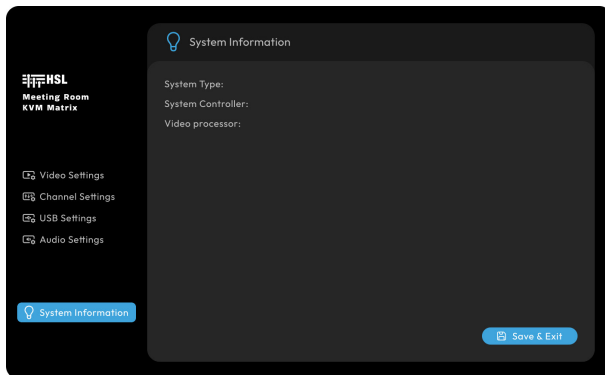 HSL
Meeting Room
KVM Matrix
Video Settings
Channel Settings
USB Settings
Audio Settings
System Information
System Information
System Type:
System Controller:
Video processor:
Save & Exit